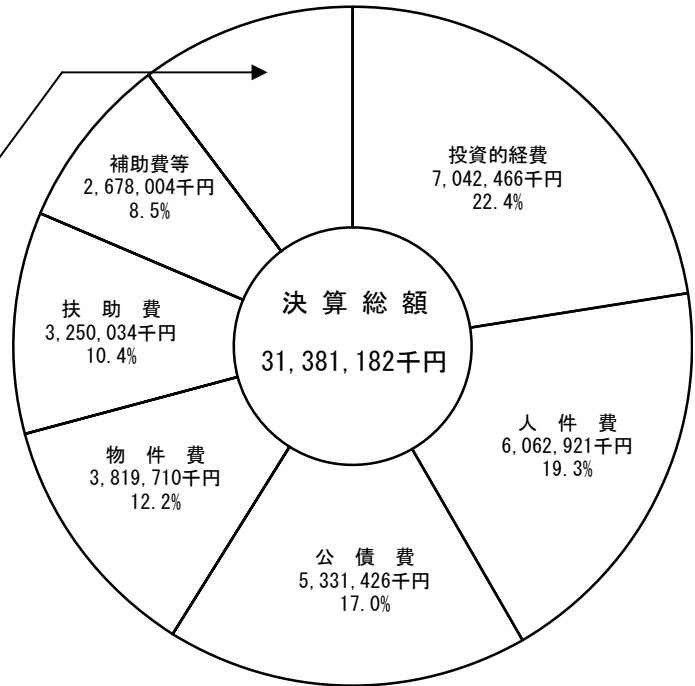 投資的経費
7,042,466千円
22.4%
人 件 費
6,062,921千円
19.3%
公 債 費
5,331,426千円
17.0%
物 件 費
3,819,710千円
12.2%
扶 助 費
3,250,034千円
10.4%
補助費等
2,678,004千円
8.5%
決 算 総 額
31,381,182千円